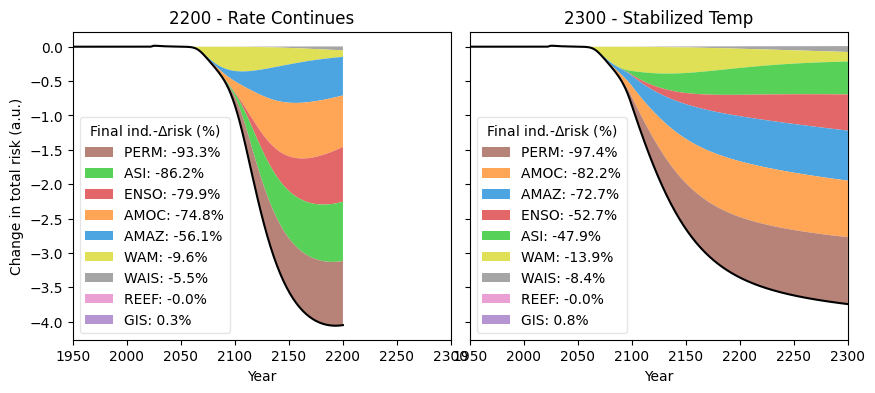 2200 - Rate Continues
Change in total risk (a.u.)
0.0
−0.5
−1.0
−1.5
−2.0
−2.5
−3.0
−3.5
−4.0
Final ind.-Δrisk (%)
PERM: -93.3%
ASI: -86.2%
ENSO: -79.9%
AMOC: -74.8%
AMAZ: -56.1%
WAM: -9.6%
WAIS: -5.5%
REEF: -0.0%
GIS: 0.3%
1950 2000 2050 2100 2150 2200 2250 2300
Year
2300 - Stabilized Temp
Final ind.-Δrisk (%)
PERM: -97.4%
AMOC: -82.2%
AMAZ: -72.7%
ENSO: -52.7%
ASI: -47.9%
WAM: -13.9%
WAIS: -8.4%
REEF: -0.0%
GIS: 0.8%
1950 2000 2050 2100 2150 2200 2250 2300
Year